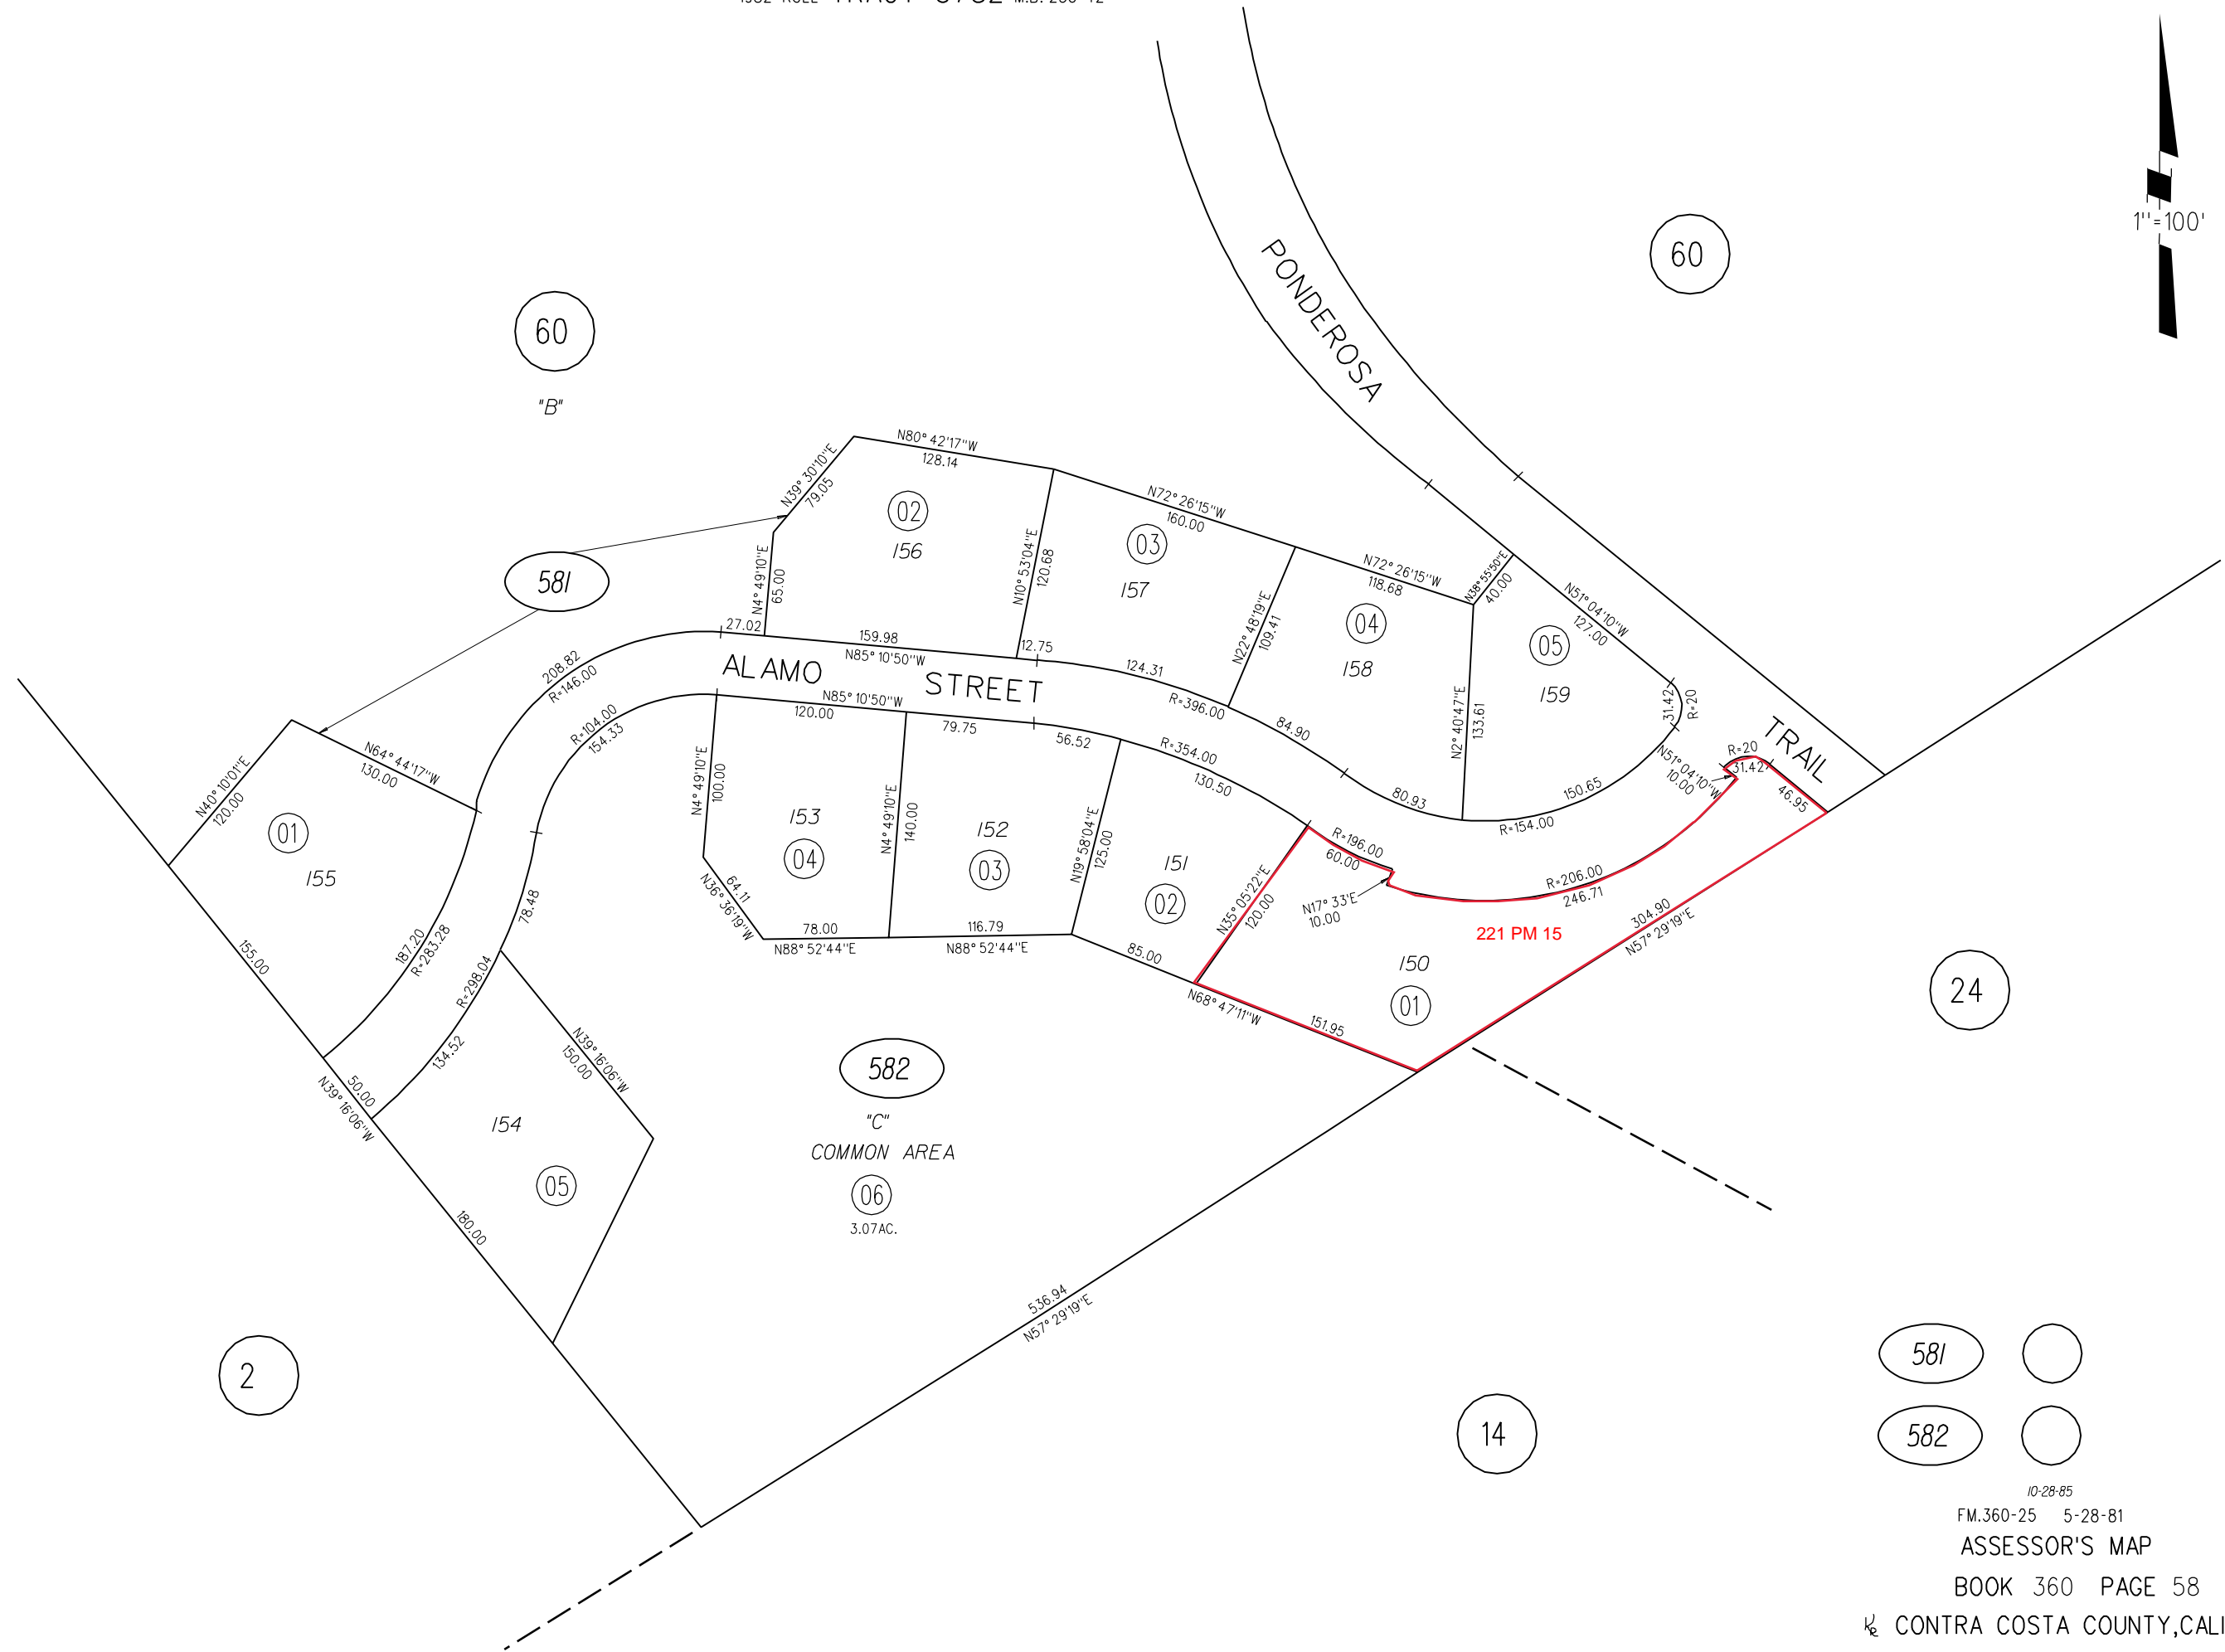 60
1"=100'
60
"B"
PONDEROSA
TRAIL
N80°42'17"W
128.14
N39°30'10"E
79.05
02
156
N4°49'10"E
65.00
N10°53'04"E
120.68
N72°26'15"W
160.00
03
157
N72°26'15"W
118.68
N22°48'19"E
109.41
04
158
N38°55'50"E
40.00
05
159
N51°04'10"W
127.00
N2°40'47"E
133.61
31.42
R=20
581
27.02
159.98
N85°10'50"W
12.75
124.31
R=396.00
84.90
80.93
150.65
R=154.00
N51°04'10"W
10.00
R=20
31.42
46.95
ALAMO STREET
208.82
R=146.00
R=104.00
154.33
N85°10'50"W
120.00
79.75
56.52
R=354.00
130.50
N40°10'01"E
120.00
N64°44'17"W
130.00
01
155
155.00
187.20
R=283.28
78.48
R=298.04
134.52
50.00
N39°16'06"W
N39°16'06"W
150.00
154
05
180.00
N4°49'10"E
100.00
153
04
64.11
N36°36'19"W
78.00
N88°52'44"E
N4°49'10"E
140.00
152
03
116.79
N88°52'44"E
N19°58'04"E
125.00
151
02
85.00
N68°47'11"W
N35°05'22"E
120.00
R=196.00
60.00
N17°33'E
10.00
R=206.00
246.71
221 PM 15
150
01
151.95
304.90
N57°29'19"E
24
582
"C"
COMMON AREA
06
3.07AC.
536.94
N57°29'19"E
2
14
581
582
10-28-85
FM.360-25 5-28-81
ASSESSOR'S MAP
BOOK 360 PAGE 58
CONTRA COSTA COUNTY,CALI